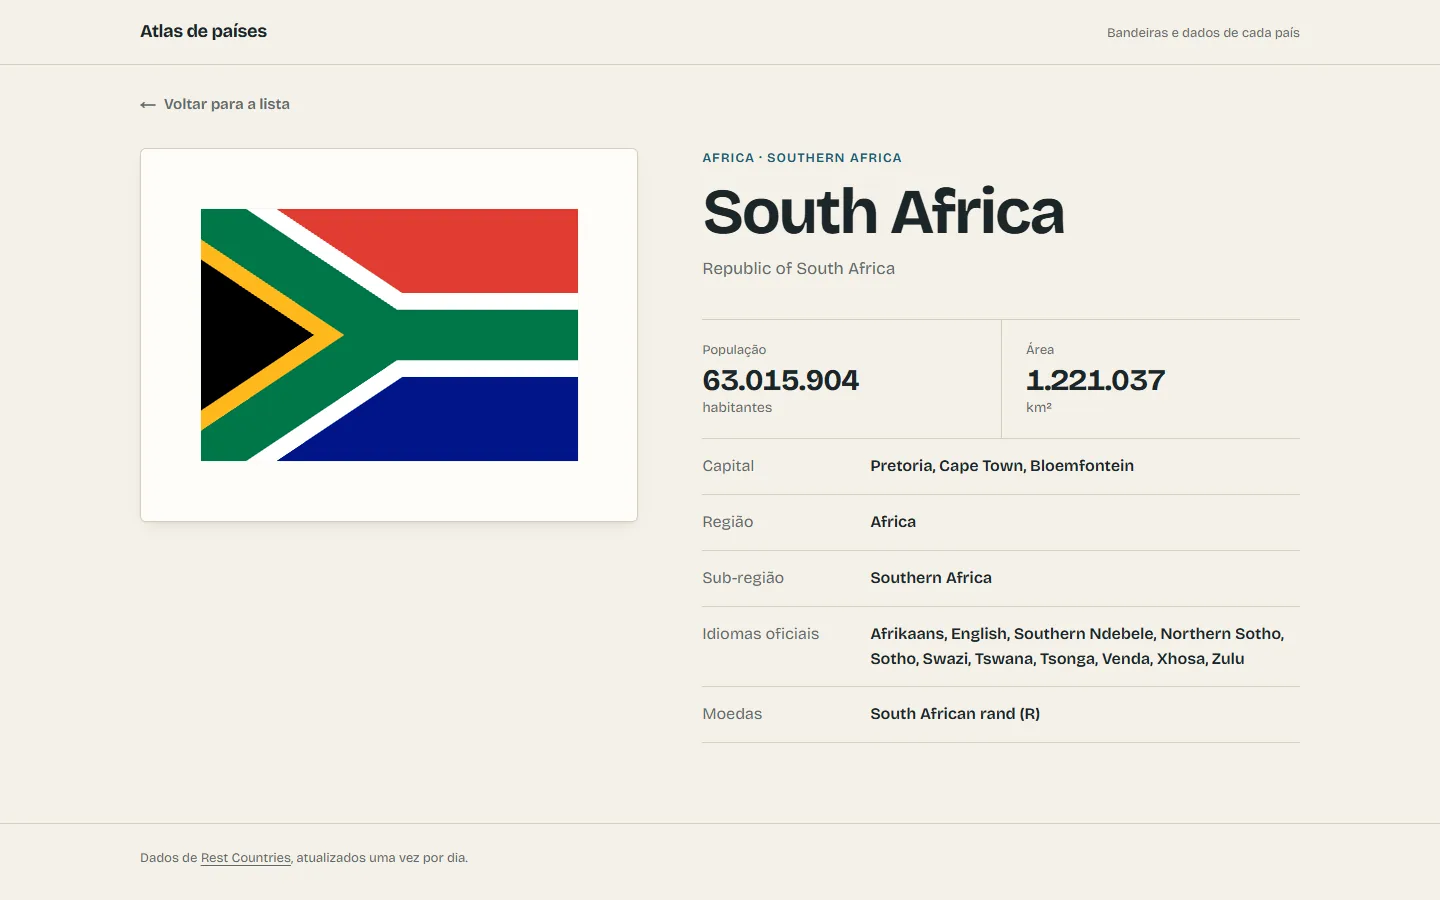 Atlas de países
Bandeiras e dados de cada país
← Voltar para a lista
AFRICA · SOUTHERN AFRICA
South Africa
Republic of South Africa
População
63.015.904
habitantes
Área
1.221.037
km²
Capital
Pretoria, Cape Town, Bloemfontein
Região
Africa
Sub-região
Southern Africa
Idiomas oficiais
Afrikaans, English, Southern Ndebele, Northern Sotho,
Sotho, Swazi, Tswana, Tsonga, Venda, Xhosa, Zulu
Moedas
South African rand (R)
Dados de Rest Countries, atualizados uma vez por dia.